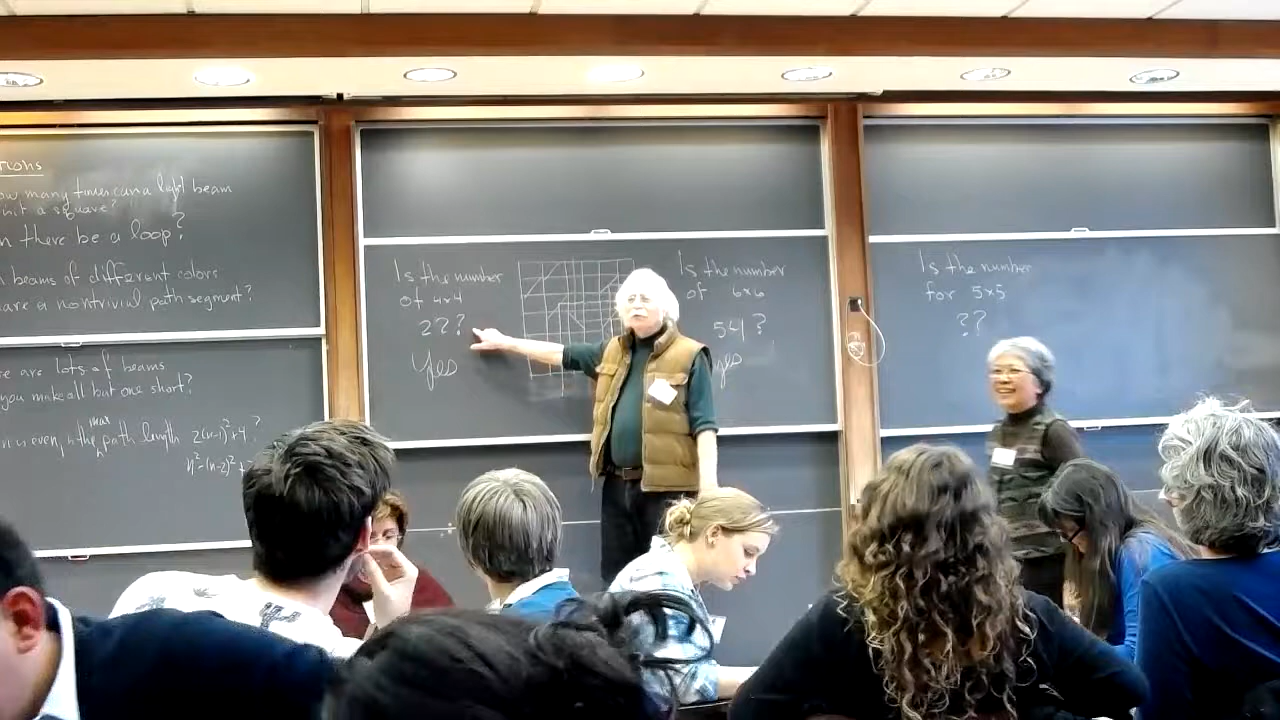 ow many times can a light beam
hit a square?
n there be a loop?
n beams of different colors
are a nontrivial path segment?
re are lots of beams
you make all but one short?
n is even, is the max path length 2(n-1)²+4?
n²-(n-2)²+
Is the number
of 4x4
22?
Yes
Is the number
of 6x6
54?
yes
Is the number
for 5x5
??